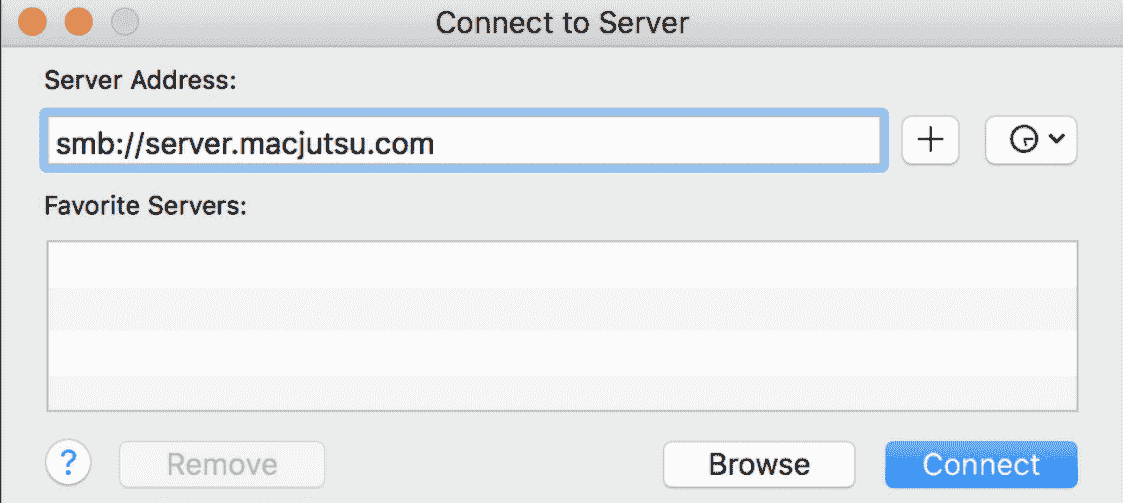 Connect to Server
Server Address:
smb://server.macjutsu.com
Favorite Servers:
? Remove Browse Connect